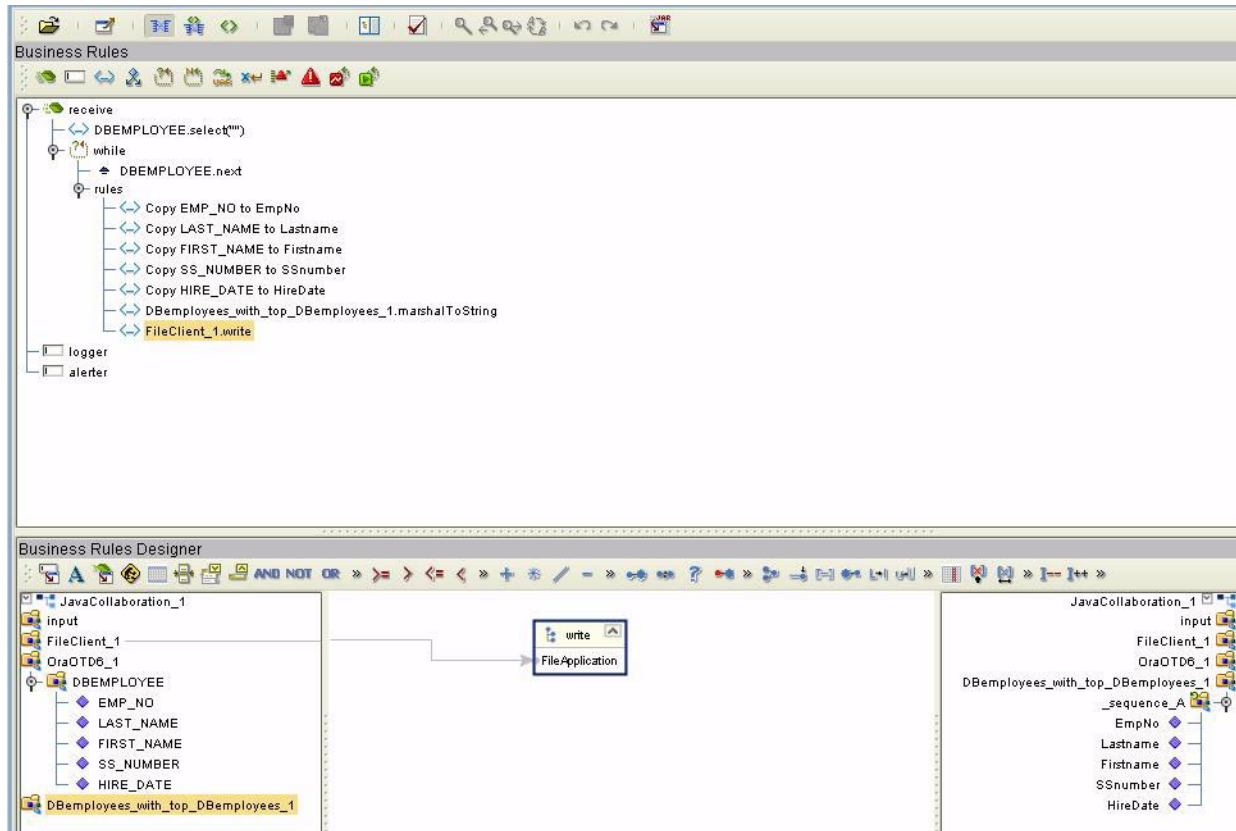 JAR
Business Rules
receive
DBEMPLOYEE.select("")
while
DBEMPLOYEE.next
rules
Copy EMP_NO to EmpNo
Copy LAST_NAME to Lastname
Copy FIRST_NAME to Firstname
Copy SS_NUMBER to SSnumber
Copy HIRE_DATE to HireDate
DBemployees_with_top_DBemployees_1.marshalToString
FileClient_1.write
logger
alerter
Business Rules Designer
A AND NOT OR » >= > <= < » + * / - » ? » » I-- I++ »
JavaCollaboration_1
input
FileClient_1
OraOTD6_1
DBEMPLOYEE
EMP_NO
LAST_NAME
FIRST_NAME
SS_NUMBER
HIRE_DATE
DBemployees_with_top_DBemployees_1
write
FileApplication
JavaCollaboration_1
input
FileClient_1
OraOTD6_1
DBemployees_with_top_DBemployees_1
_sequence_A
EmpNo
Lastname
Firstname
SSnumber
HireDate